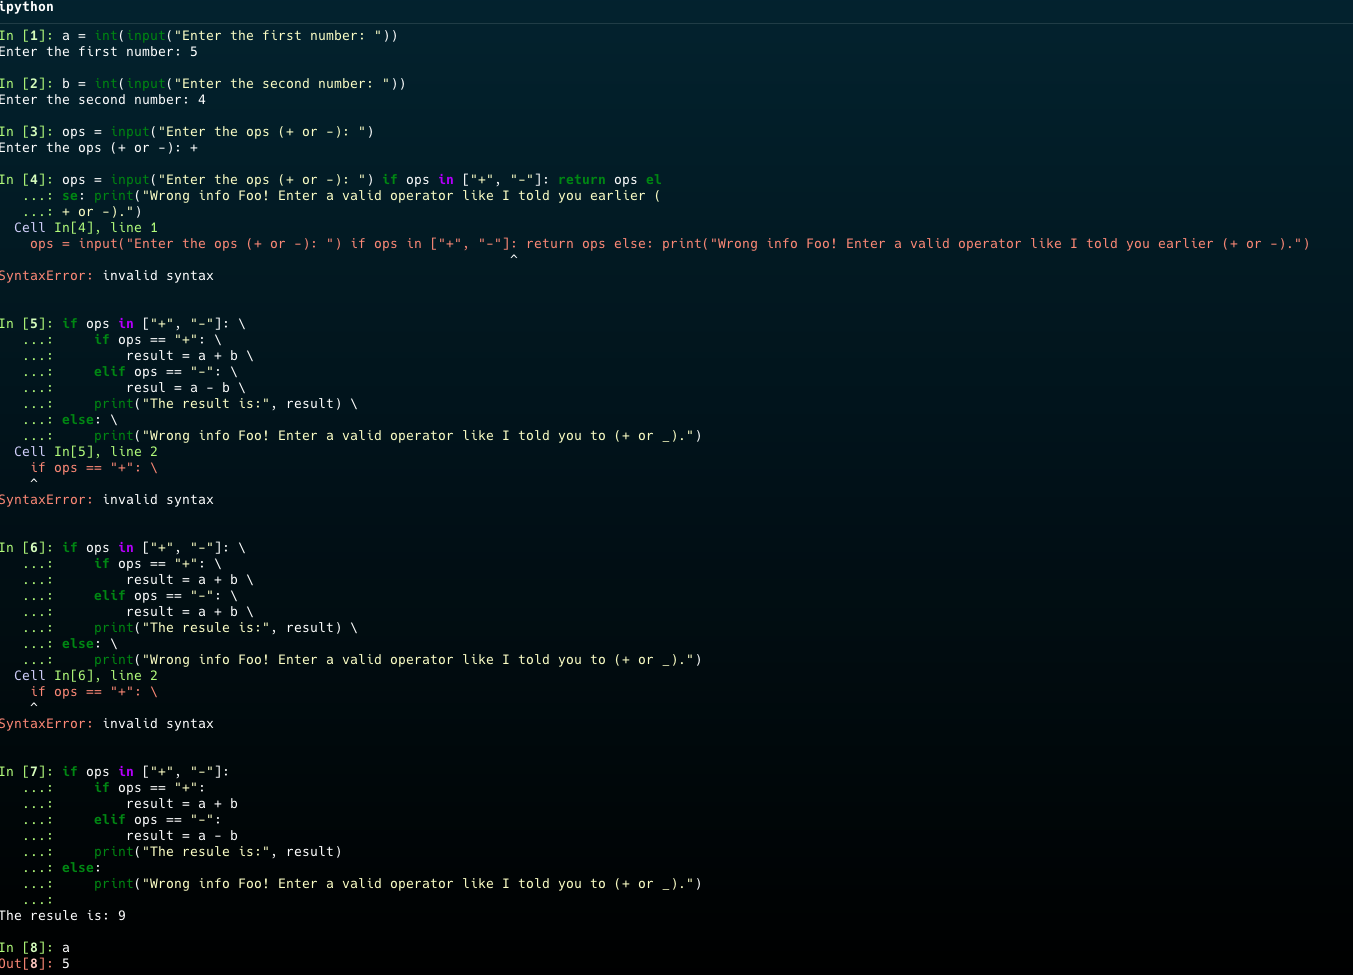 ipython
In [1]: a = int(input("Enter the first number: "))
Enter the first number: 5
In [2]: b = int(input("Enter the second number: "))
Enter the second number: 4
In [3]: ops = input("Enter the ops (+ or -): ")
Enter the ops (+ or -): +
In [4]: ops = input("Enter the ops (+ or -): ") if ops in ["+", "-"]: return ops el
   ...: se: print("Wrong info Foo! Enter a valid operator like I told you earlier (
   ...: + or -).")
  Cell In[4], line 1
    ops = input("Enter the ops (+ or -): ") if ops in ["+", "-"]: return ops else: print("Wrong info Foo! Enter a valid operator like I told you earlier (+ or -).")
                                                                ^
SyntaxError: invalid syntax
In [5]: if ops in ["+", "-"]: \
   ...:     if ops == "+": \
   ...:         result = a + b \
   ...:     elif ops == "-": \
   ...:         resul = a - b \
   ...:     print("The result is:", result) \
   ...: else: \
   ...:     print("Wrong info Foo! Enter a valid operator like I told you to (+ or _).")
  Cell In[5], line 2
    if ops == "+": \
    ^
SyntaxError: invalid syntax
In [6]: if ops in ["+", "-"]: \
   ...:     if ops == "+": \
   ...:         result = a + b \
   ...:     elif ops == "-": \
   ...:         result = a + b \
   ...:     print("The resule is:", result) \
   ...: else: \
   ...:     print("Wrong info Foo! Enter a valid operator like I told you to (+ or _).")
  Cell In[6], line 2
    if ops == "+": \
    ^
SyntaxError: invalid syntax
In [7]: if ops in ["+", "-"]:
   ...:     if ops == "+":
   ...:         result = a + b
   ...:     elif ops == "-":
   ...:         result = a - b
   ...:     print("The resule is:", result)
   ...: else:
   ...:     print("Wrong info Foo! Enter a valid operator like I told you to (+ or _).")
   ...:
The resule is: 9
In [8]: a
Out[8]: 5